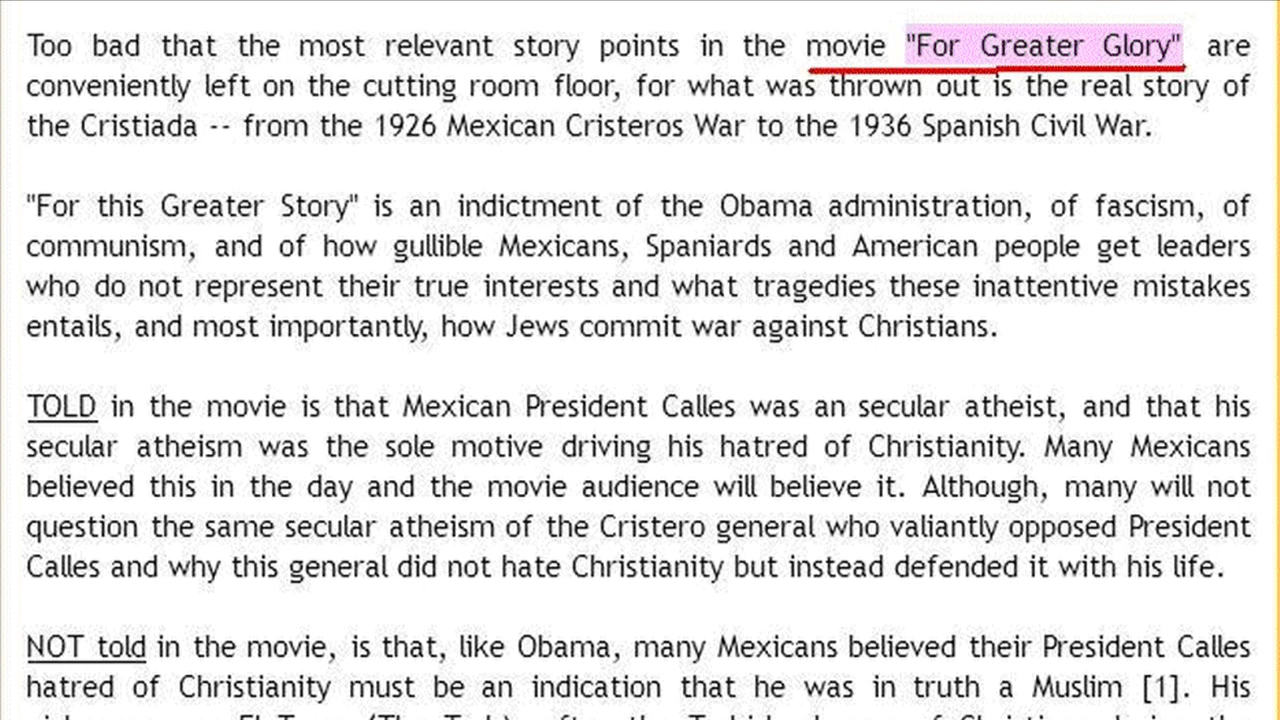 Too bad that the most relevant story points in the movie "For Greater Glory" are
conveniently left on the cutting room floor, for what was thrown out is the real story of
the Cristiada -- from the 1926 Mexican Cristeros War to the 1936 Spanish Civil War.
"For this Greater Story" is an indictment of the Obama administration, of fascism, of
communism, and of how gullible Mexicans, Spaniards and American people get leaders
who do not represent their true interests and what tragedies these inattentive mistakes
entails, and most importantly, how Jews commit war against Christians.
TOLD in the movie is that Mexican President Calles was an secular atheist, and that his
secular atheism was the sole motive driving his hatred of Christianity. Many Mexicans
believed this in the day and the movie audience will believe it. Although, many will not
question the same secular atheism of the Cristero general who valiantly opposed President
Calles and why this general did not hate Christianity but instead defended it with his life.
NOT told in the movie, is that, like Obama, many Mexicans believed their President Calles
hatred of Christianity must be an indication that he was in truth a Muslim [1]. His